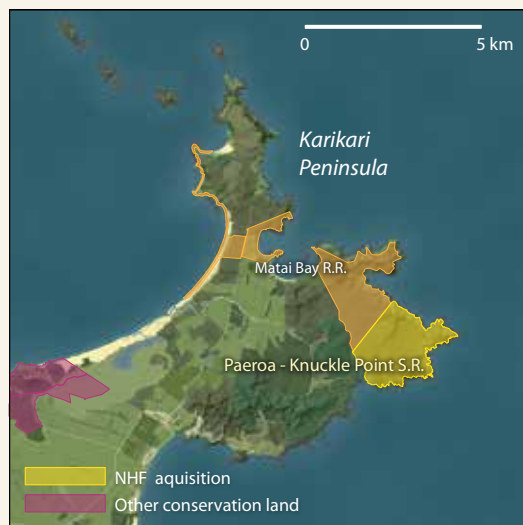 0 5 km
Karikari
Peninsula
Matai Bay R.R.
Paeroa - Knuckle Point S.R.
NHF aquisition
Other conservation land